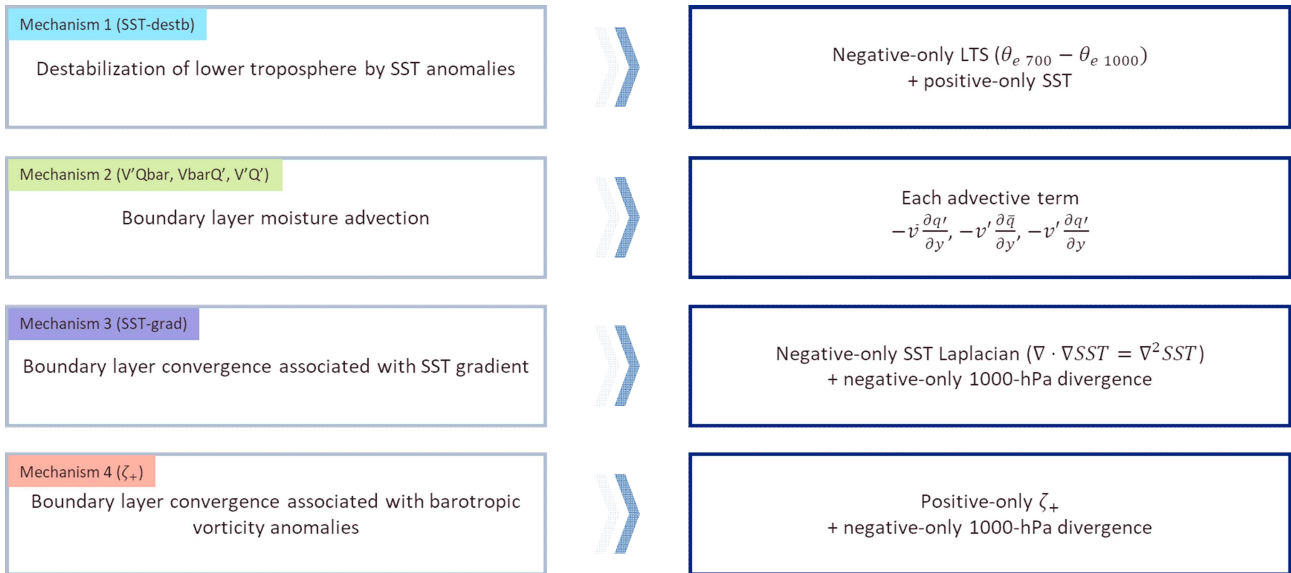 Mechanism 1 (SST-destb)
Destabilization of lower troposphere by SST anomalies
Negative-only LTS (θ_{e 700} − θ_{e 1000})
+ positive-only SST
Mechanism 2 (V'Qbar, VbarQ', V'Q')
Boundary layer moisture advection
Each advective term
−v̄ ∂q′/∂y, −v′ ∂q̄/∂y, −v′ ∂q′/∂y
Mechanism 3 (SST-grad)
Boundary layer convergence associated with SST gradient
Negative-only SST Laplacian (∇ · ∇SST = ∇²SST)
+ negative-only 1000-hPa divergence
Mechanism 4 (ζ₊)
Boundary layer convergence associated with barotropic
vorticity anomalies
Positive-only ζ₊
+ negative-only 1000-hPa divergence